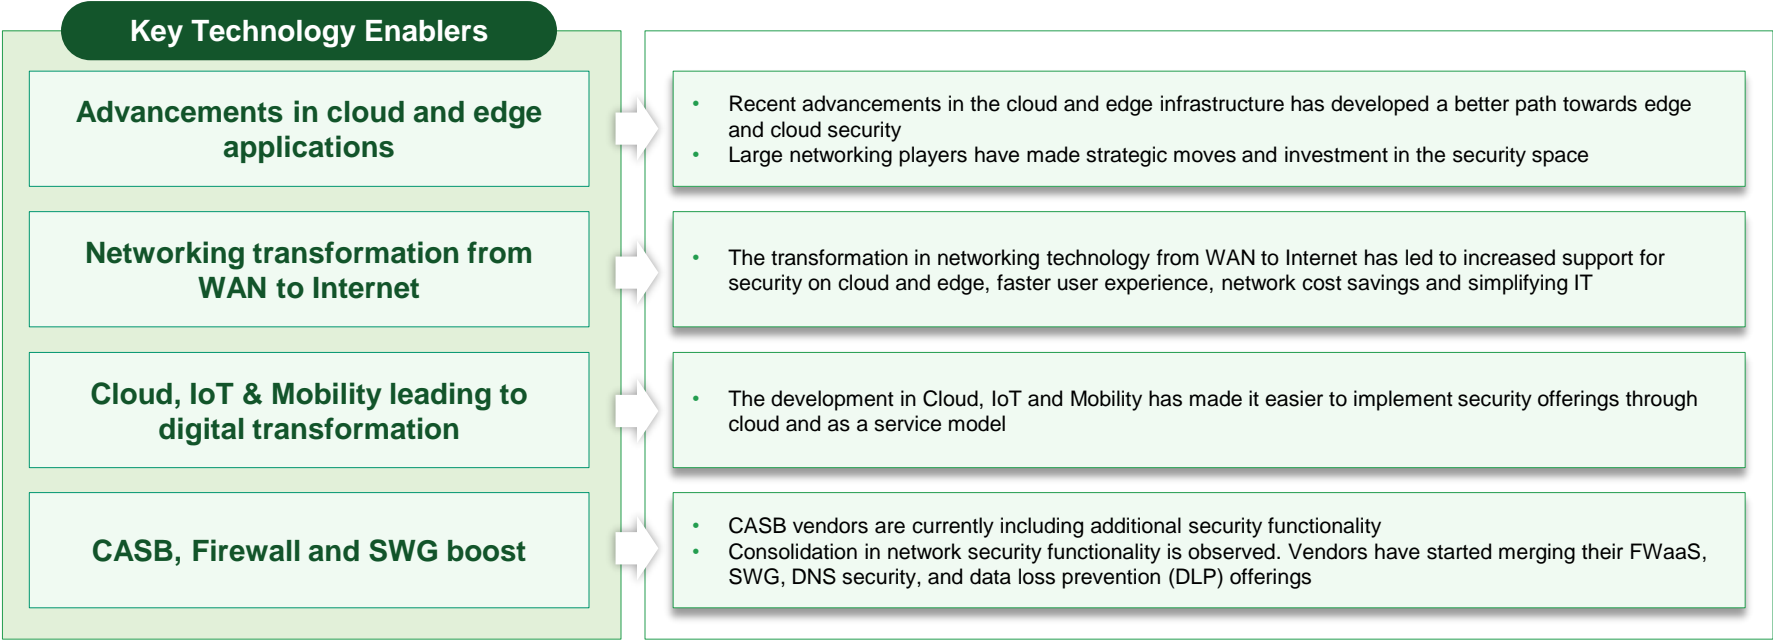 Key Technology Enablers
Advancements in cloud and edge
applications
• Recent advancements in the cloud and edge infrastructure has developed a better path towards edge
and cloud security
• Large networking players have made strategic moves and investment in the security space
Networking transformation from
WAN to Internet
• The transformation in networking technology from WAN to Internet has led to increased support for
security on cloud and edge, faster user experience, network cost savings and simplifying IT
Cloud, IoT & Mobility leading to
digital transformation
• The development in Cloud, IoT and Mobility has made it easier to implement security offerings through
cloud and as a service model
CASB, Firewall and SWG boost
• CASB vendors are currently including additional security functionality
• Consolidation in network security functionality is observed. Vendors have started merging their FWaaS,
SWG, DNS security, and data loss prevention (DLP) offerings